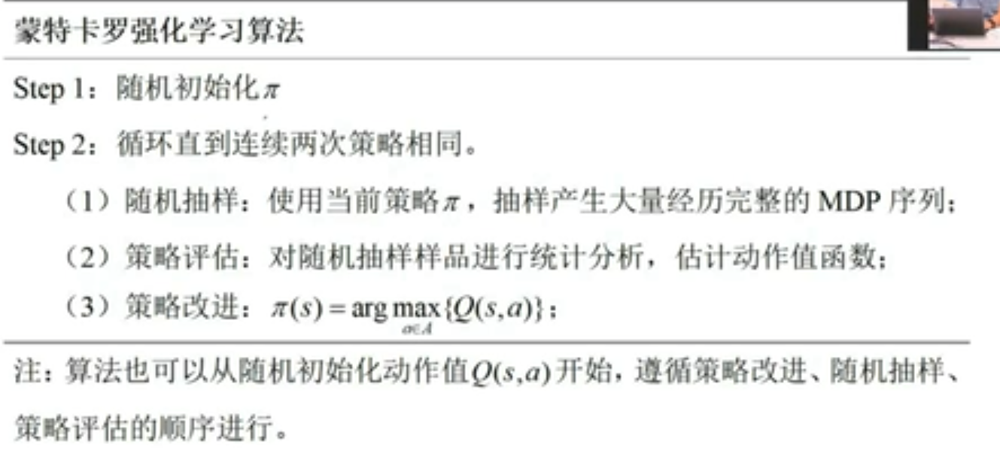 蒙特卡罗强化学习算法
Step 1：随机初始化π
Step 2：循环直到连续两次策略相同。
（1）随机抽样：使用当前策略π，抽样产生大量经历完整的 MDP 序列；
（2）策略评估：对随机抽样样品进行统计分析，估计动作值函数；
（3）策略改进：π(s) = arg max{Q(s,a)}；
a∈A
注：算法也可以从随机初始化动作值Q(s,a)开始，遵循策略改进、随机抽样、
策略评估的顺序进行。